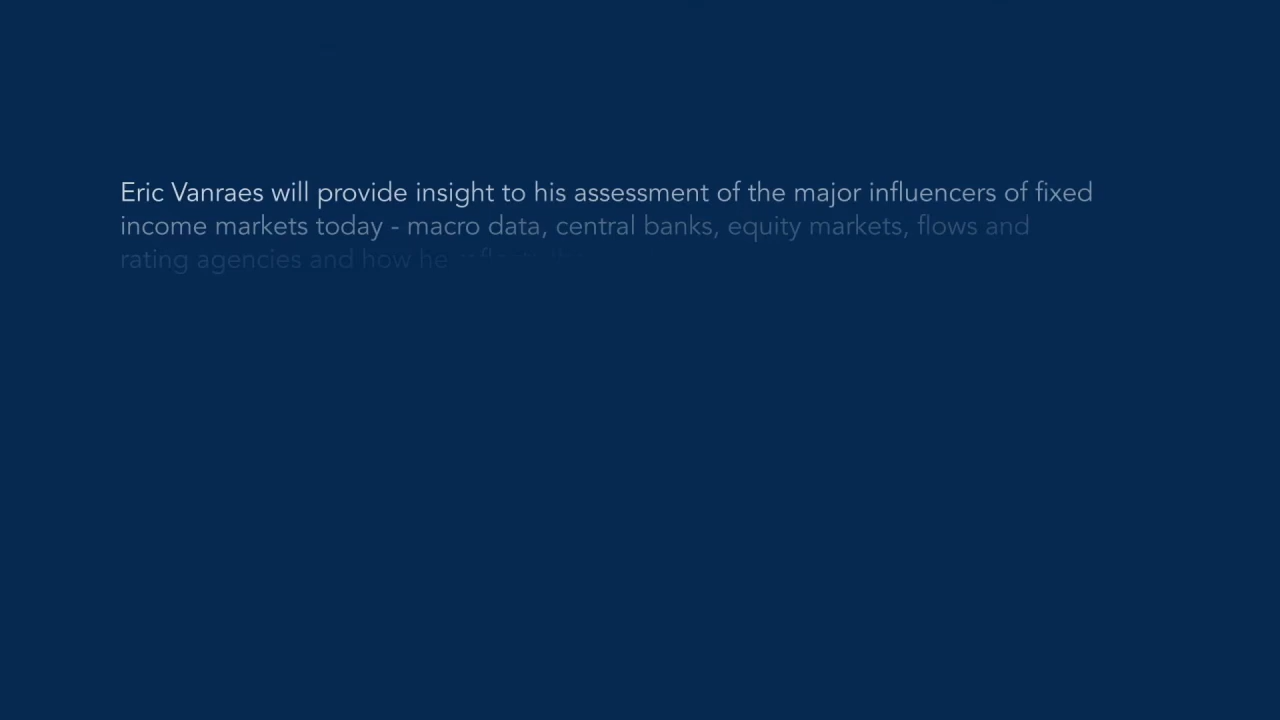 Eric Vanraes will provide insight to his assessment of the major influencers of fixed
income markets today - macro data, central banks, equity markets, flows and
rating agencies and how he